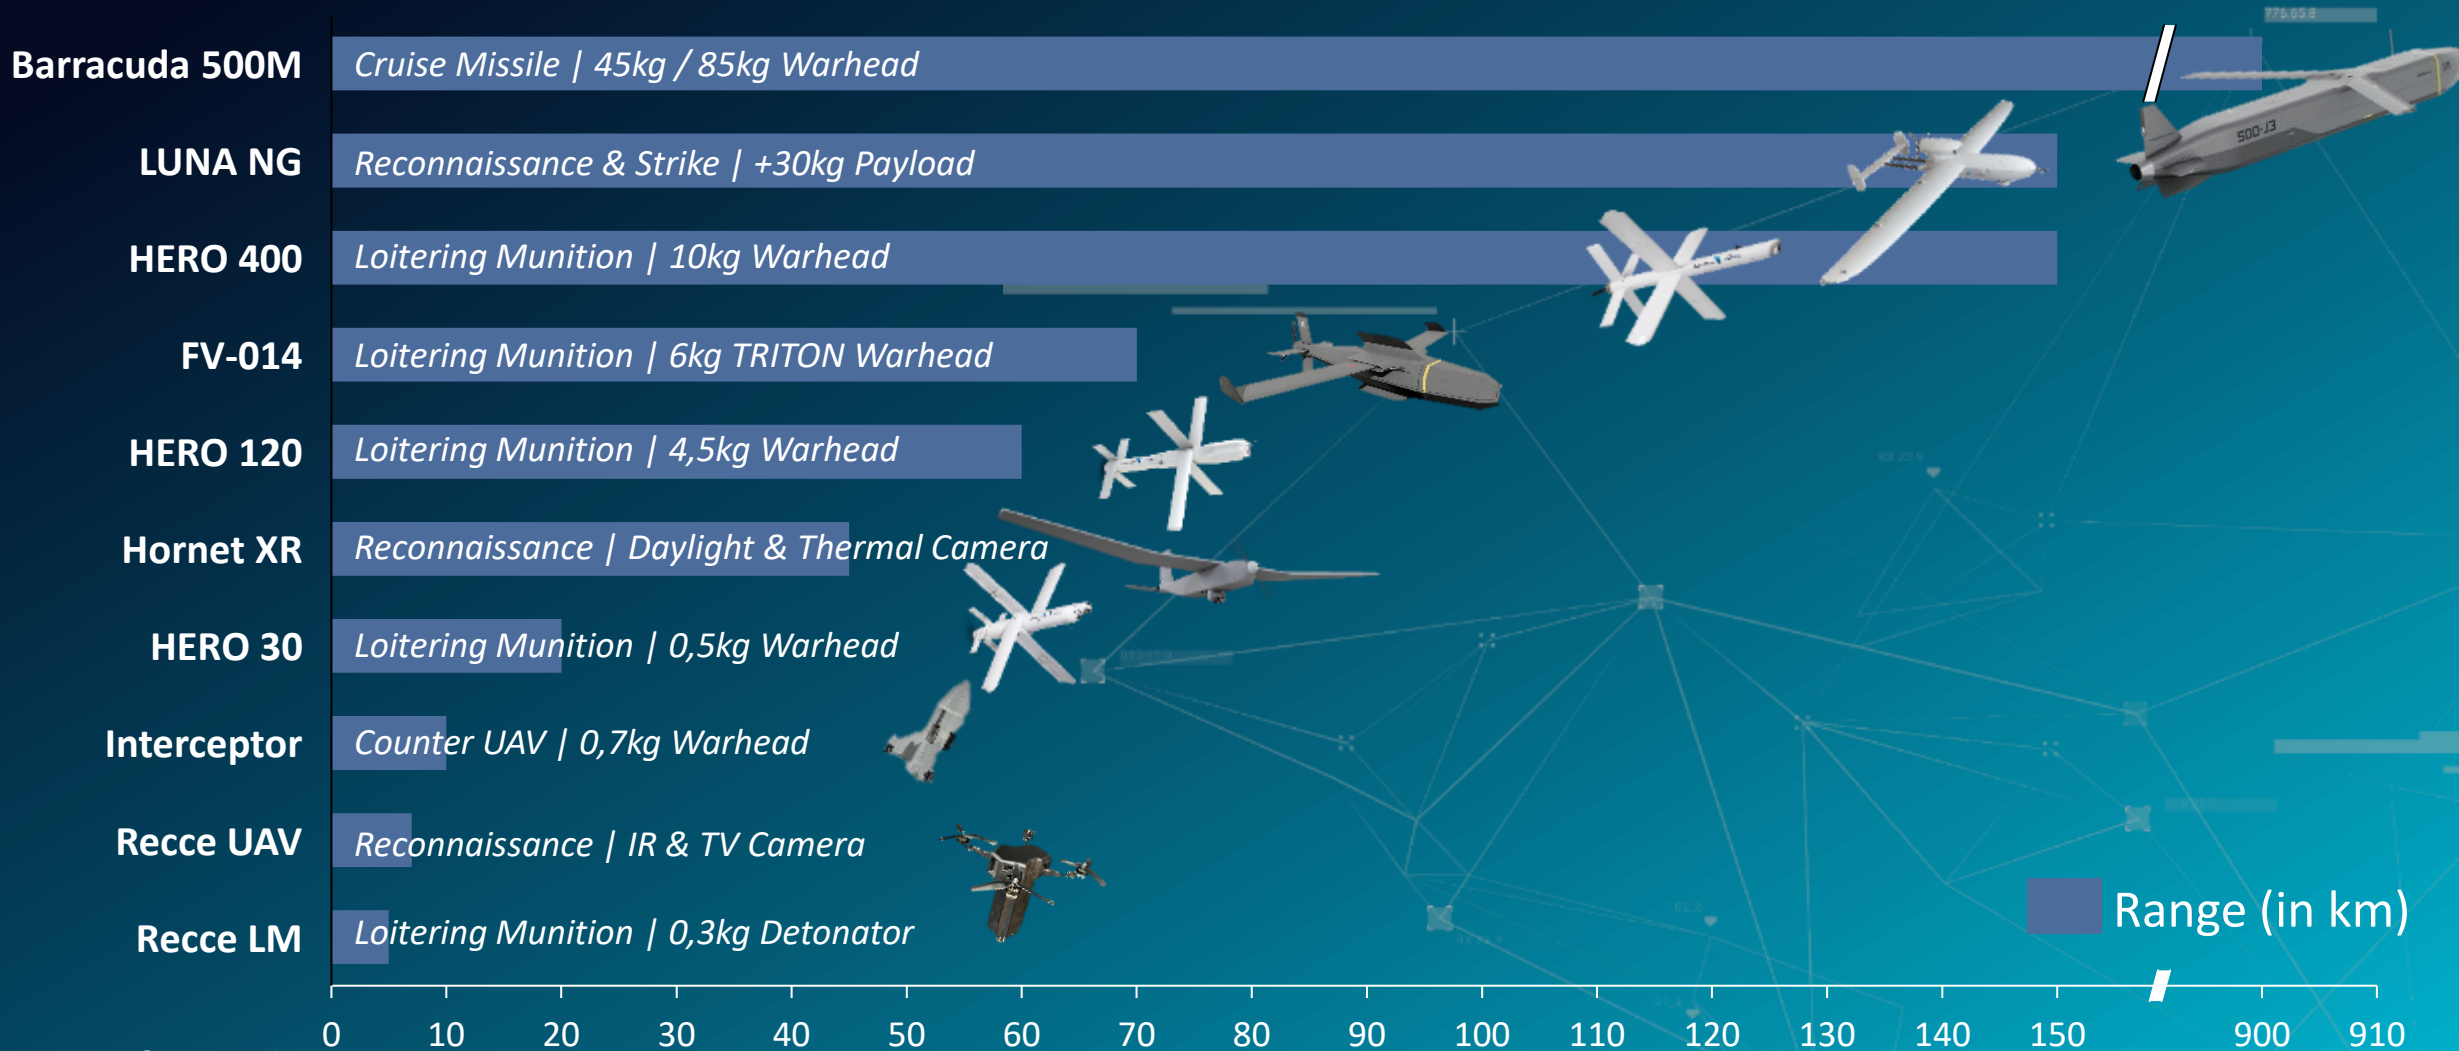 775.65.8
Barracuda 500M Cruise Missile | 45kg / 85kg Warhead
LUNA NG Reconnaissance & Strike | +30kg Payload
HERO 400 Loitering Munition | 10kg Warhead
FV-014 Loitering Munition | 6kg TRITON Warhead
HERO 120 Loitering Munition | 4,5kg Warhead
Hornet XR Reconnaissance | Daylight & Thermal Camera
HERO 30 Loitering Munition | 0,5kg Warhead
Interceptor Counter UAV | 0,7kg Warhead
Recce UAV Reconnaissance | IR & TV Camera
Recce LM Loitering Munition | 0,3kg Detonator
Range (in km)
0 10 20 30 40 50 60 70 80 90 100 110 120 130 140 150 900 910